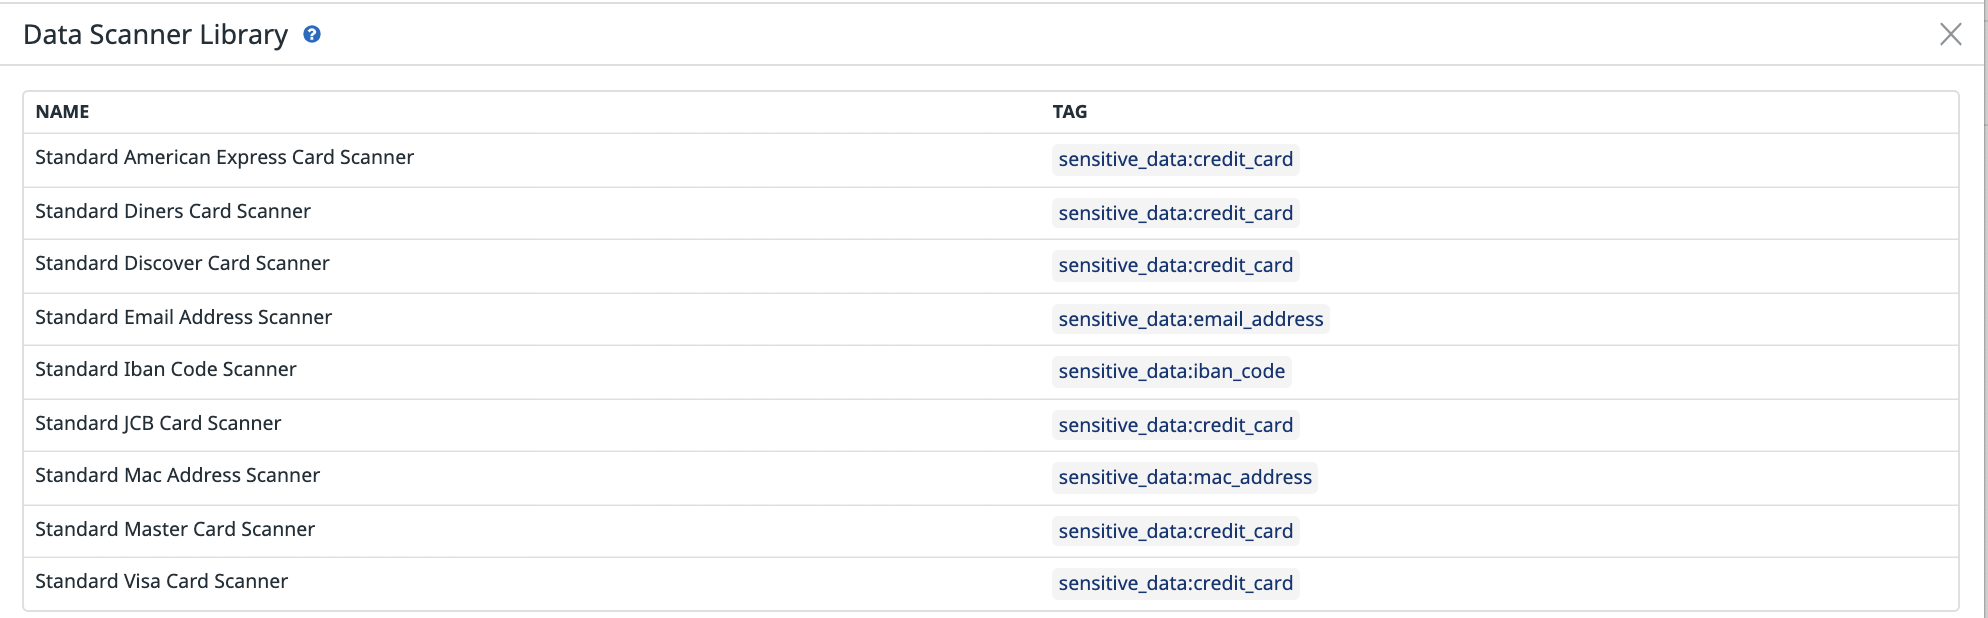 Data Scanner Library ?
NAME TAG
Standard American Express Card Scanner sensitive_data:credit_card
Standard Diners Card Scanner sensitive_data:credit_card
Standard Discover Card Scanner sensitive_data:credit_card
Standard Email Address Scanner sensitive_data:email_address
Standard Iban Code Scanner sensitive_data:iban_code
Standard JCB Card Scanner sensitive_data:credit_card
Standard Mac Address Scanner sensitive_data:mac_address
Standard Master Card Scanner sensitive_data:credit_card
Standard Visa Card Scanner sensitive_data:credit_card